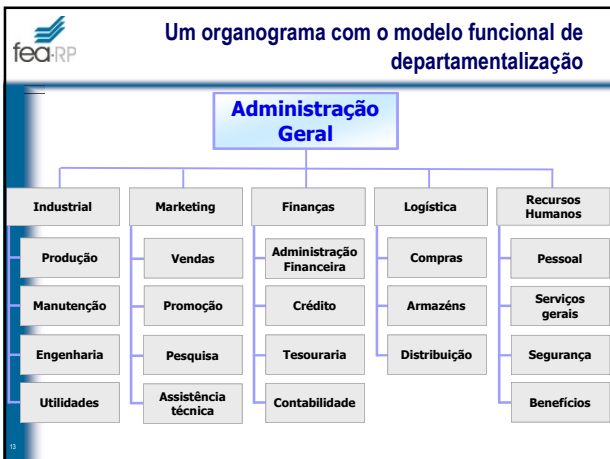 fea-RP
Um organograma com o modelo funcional de
departamentalização
Administração
Geral
Industrial
Marketing
Finanças
Logística
Recursos
Humanos
Produção
Vendas
Administração
Financeira
Compras
Pessoal
Manutenção
Promoção
Crédito
Armazéns
Serviços
gerais
Engenharia
Pesquisa
Tesouraria
Distribuição
Segurança
Utilidades
Assistência
técnica
Contabilidade
Benefícios
13